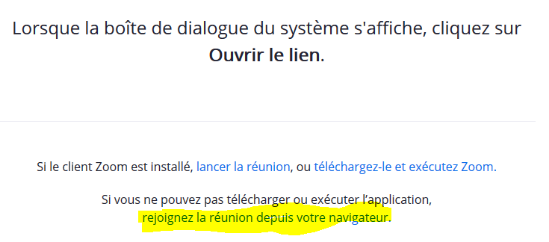 Lorsque la boîte de dialogue du système s'affiche, cliquez sur
Ouvrir le lien.
Si le client Zoom est installé, lancer la réunion, ou téléchargez-le et exécutez Zoom.
Si vous ne pouvez pas télécharger ou exécuter l’application,
rejoignez la réunion depuis votre navigateur.